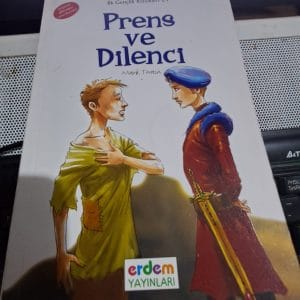 Prens
ve
Dilenci
Mark Twain
erdem
YAYINLARI